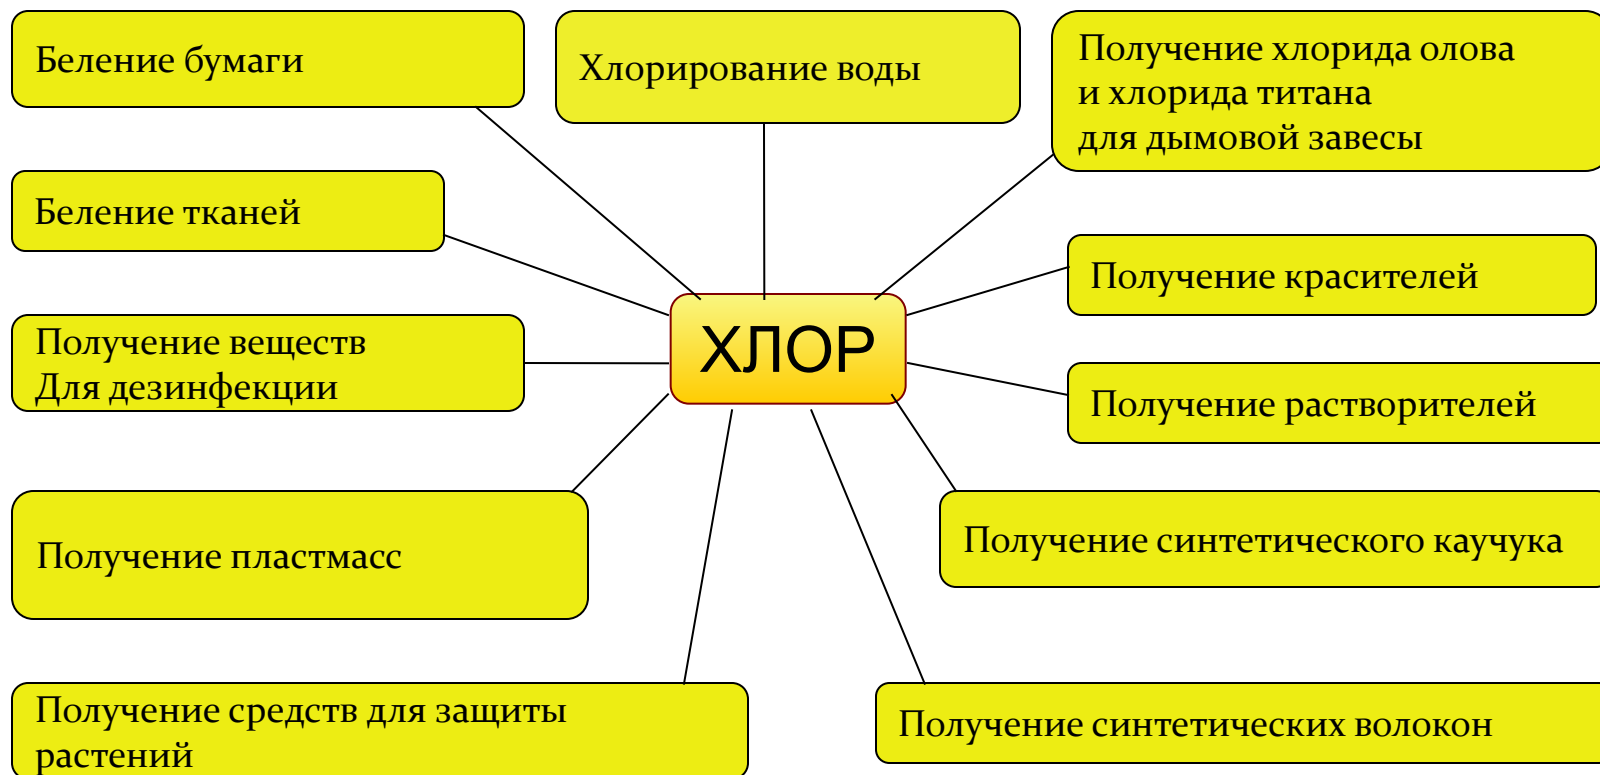 Беление бумаги
Хлорирование воды
Получение хлорида олова
и хлорида титана
для дымовой завесы
Беление тканей
Получение красителей
Получение веществ
Для дезинфекции
ХЛОР
Получение растворителей
Получение пластмасс
Получение синтетического каучука
Получение средств для защиты
растений
Получение синтетических волокон